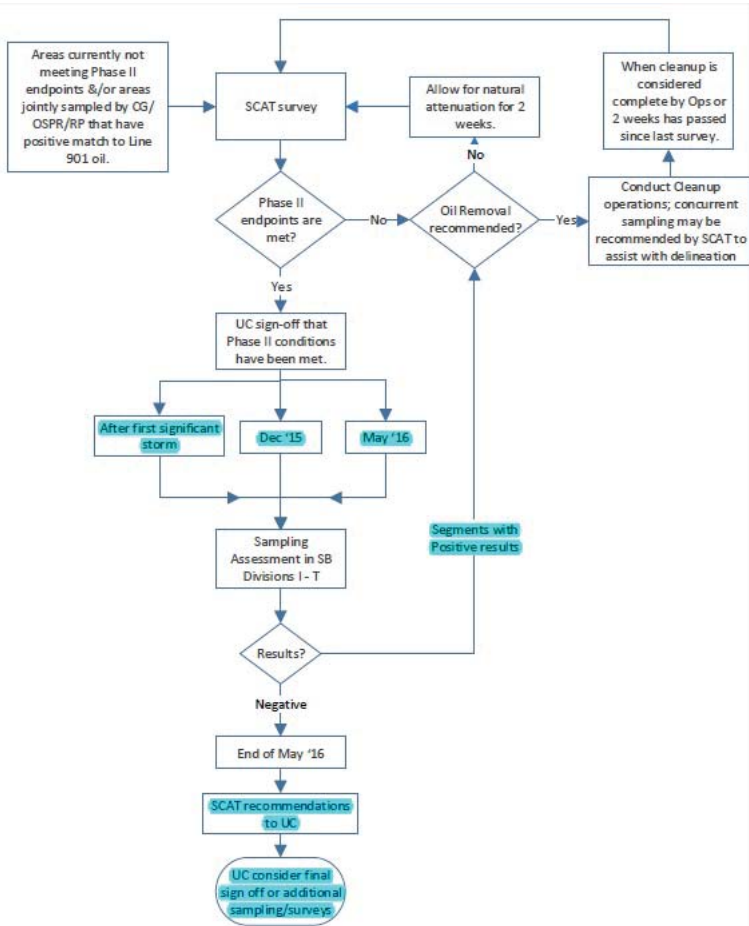 Areas currently not
meeting Phase II
endpoints &/or areas
jointly sampled by CG/
OSPR/RP that have
positive match to Line
901 oil.
SCAT survey
Allow for natural
attenuation for 2
weeks.
When cleanup is
considered
complete by Ops or
2 weeks has passed
since last survey.
No
Phase II
endpoints are
met?
No
Oil Removal
recommended?
Yes
Conduct Cleanup
operations; concurrent
sampling may be
recommended by SCAT to
assist with delineation
Yes
UC sign-off that
Phase II conditions
have been met.
After first significant
storm
Dec '15
May '16
Segments with
Positive results
Sampling
Assessment in SB
Divisions I - T
Results?
Negative
End of May '16
SCAT recommendations
to UC
UC consider final
sign off or additional
sampling/surveys